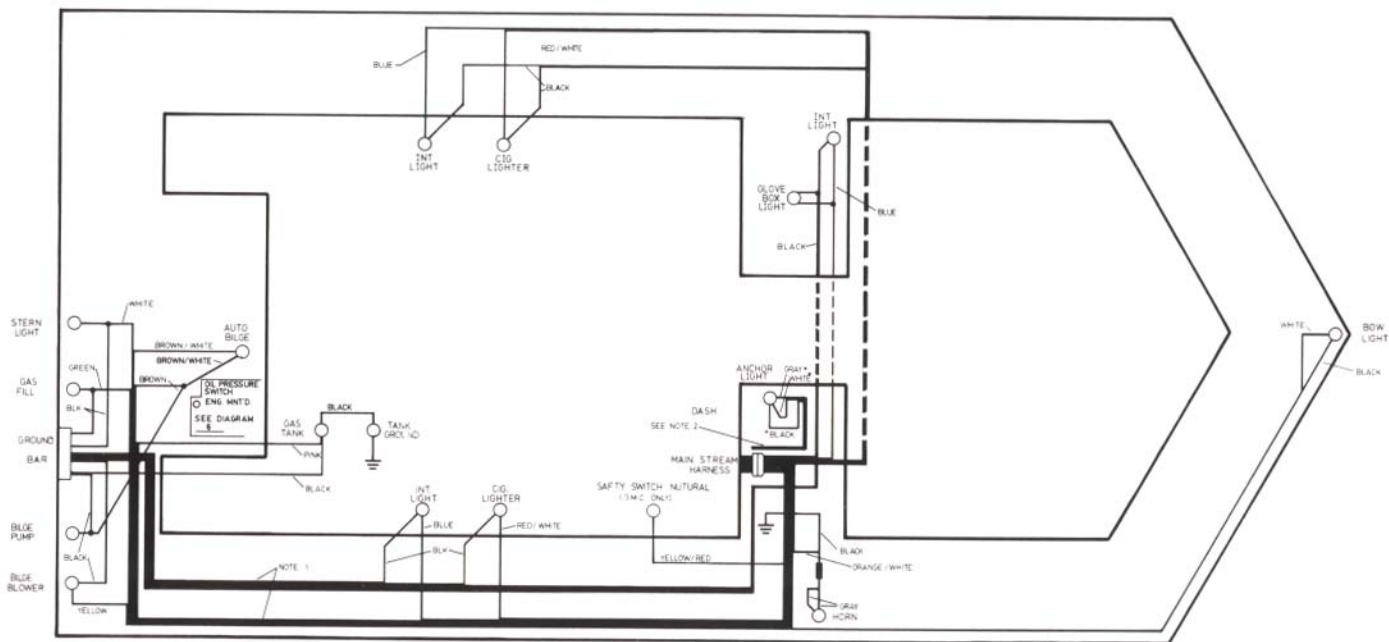 RED/WHITE
BLUE
BLACK
INT
LIGHT
CIG
LIGHTER
INT
LIGHT
GLOVE
BOX
LIGHT
BLUE
BLACK
WHITE
STERN
LIGHT
AUTO
BILGE
BROWN/WHITE
BROWN/WHITE
WHITE
BOW
LIGHT
BLACK
GREEN
GAS
FILL
BROWN
OIL PRESSURE
SWITCH
ENG MNT'D.
SEE DIAGRAM
6
ANCHOR
LIGHT
GRAY*
WHITE
BLK
BLACK
GAS
TANK
TANK
GROUND
DASH
*BLACK
SEE NOTE 2
GROUND
BAR
PINK
MAIN STREAM
HARNESS
BLACK
INT
LIGHT
CIG.
LIGHTER
SAFTY SWITCH NUTURAL
(O.M.C. ONLY)
BLUE
RED/WHITE
BILGE
PUMP
BLACK
BLK
YELLOW/RED
BLACK
ORANGE/WHITE
NOTE 1
BILGE
BLOWER
YELLOW
GRAY
HORN